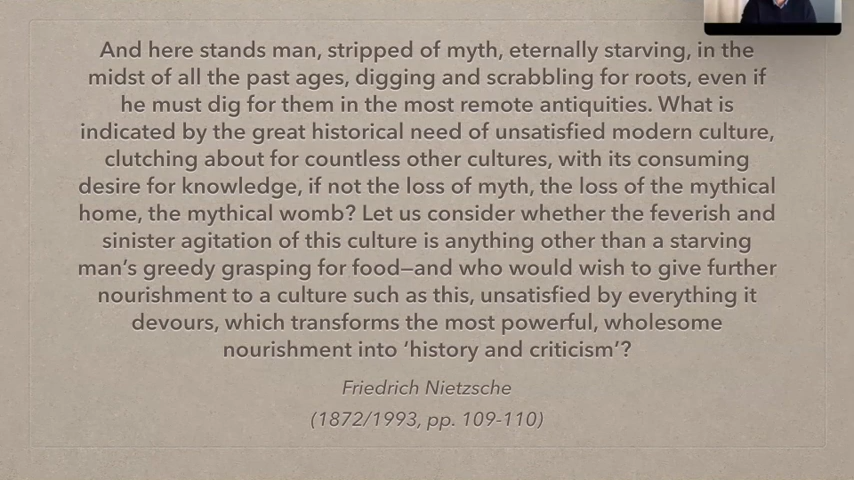 And here stands man, stripped of myth, eternally starving, in the
midst of all the past ages, digging and scrabbling for roots, even if
he must dig for them in the most remote antiquities. What is
indicated by the great historical need of unsatisfied modern culture,
clutching about for countless other cultures, with its consuming
desire for knowledge, if not the loss of myth, the loss of the mythical
home, the mythical womb? Let us consider whether the feverish and
sinister agitation of this culture is anything other than a starving
man’s greedy grasping for food—and who would wish to give further
nourishment to a culture such as this, unsatisfied by everything it
devours, which transforms the most powerful, wholesome
nourishment into ‘history and criticism’?
Friedrich Nietzsche
(1872/1993, pp. 109-110)